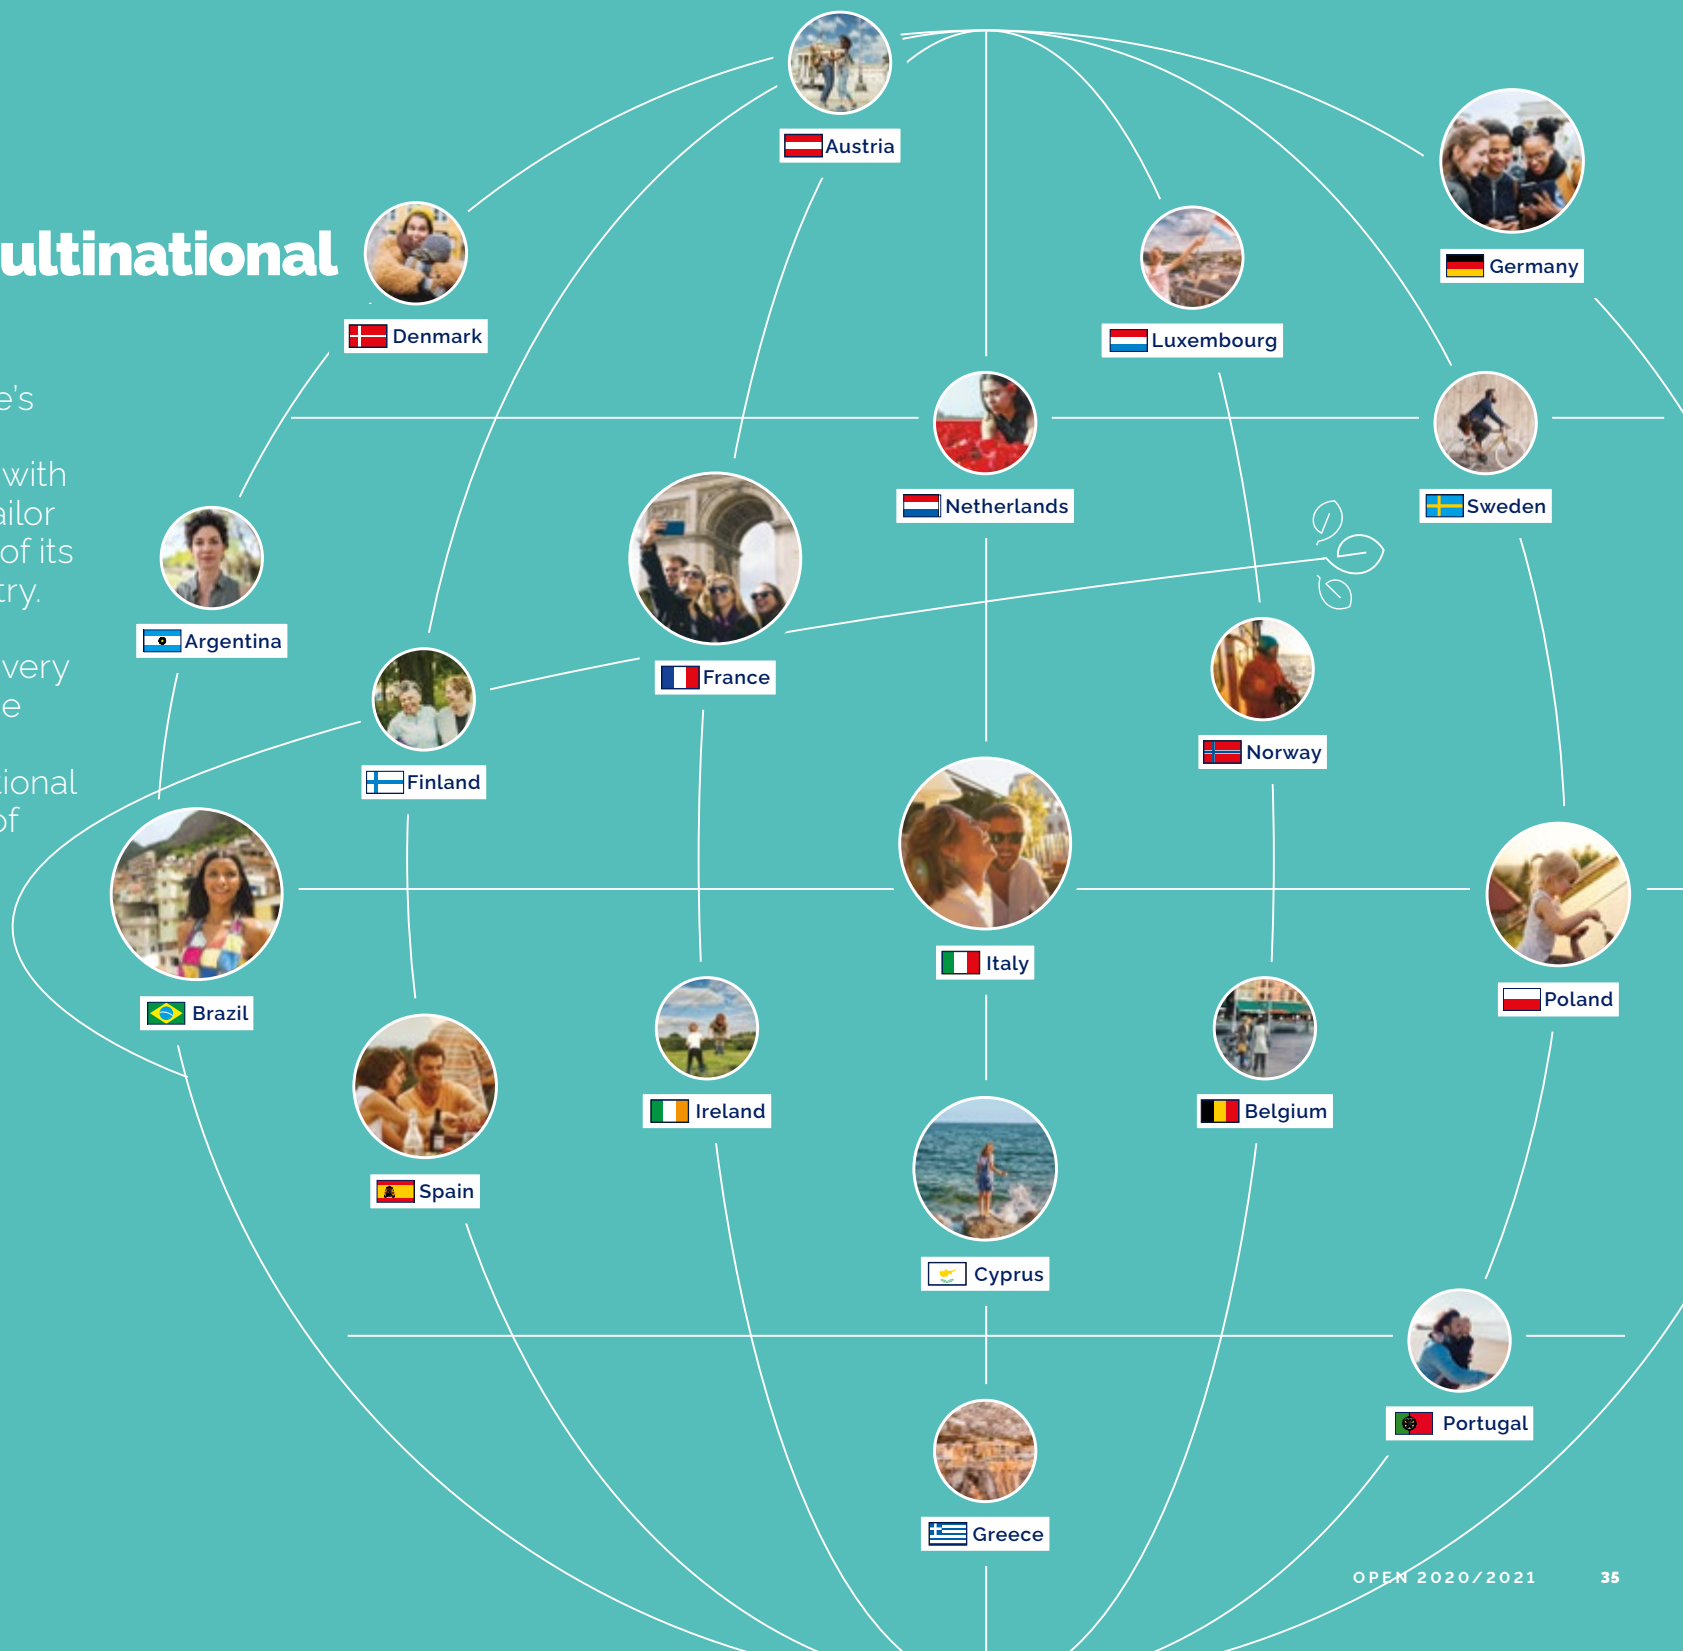 ultinational
e’s
with
ailor
of its
try.
very
e
ional
of
Austria
Germany
Denmark
Luxembourg
Netherlands
Sweden
Argentina
France
Finland
Norway
Italy
Poland
Brazil
Ireland
Belgium
Spain
Cyprus
Portugal
Greece
OPEN 2020/2021 35